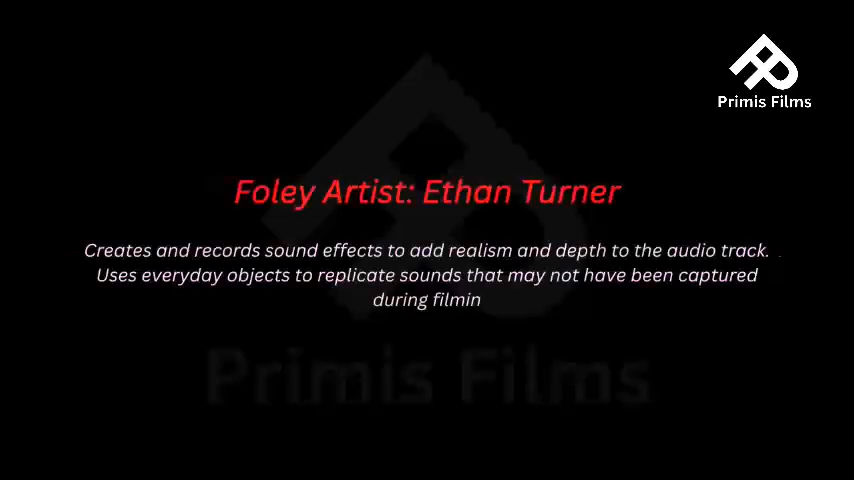 Primis Films
Foley Artist: Ethan Turner
Creates and records sound effects to add realism and depth to the audio track.
Uses everyday objects to replicate sounds that may not have been captured
during filmin
Primis Films